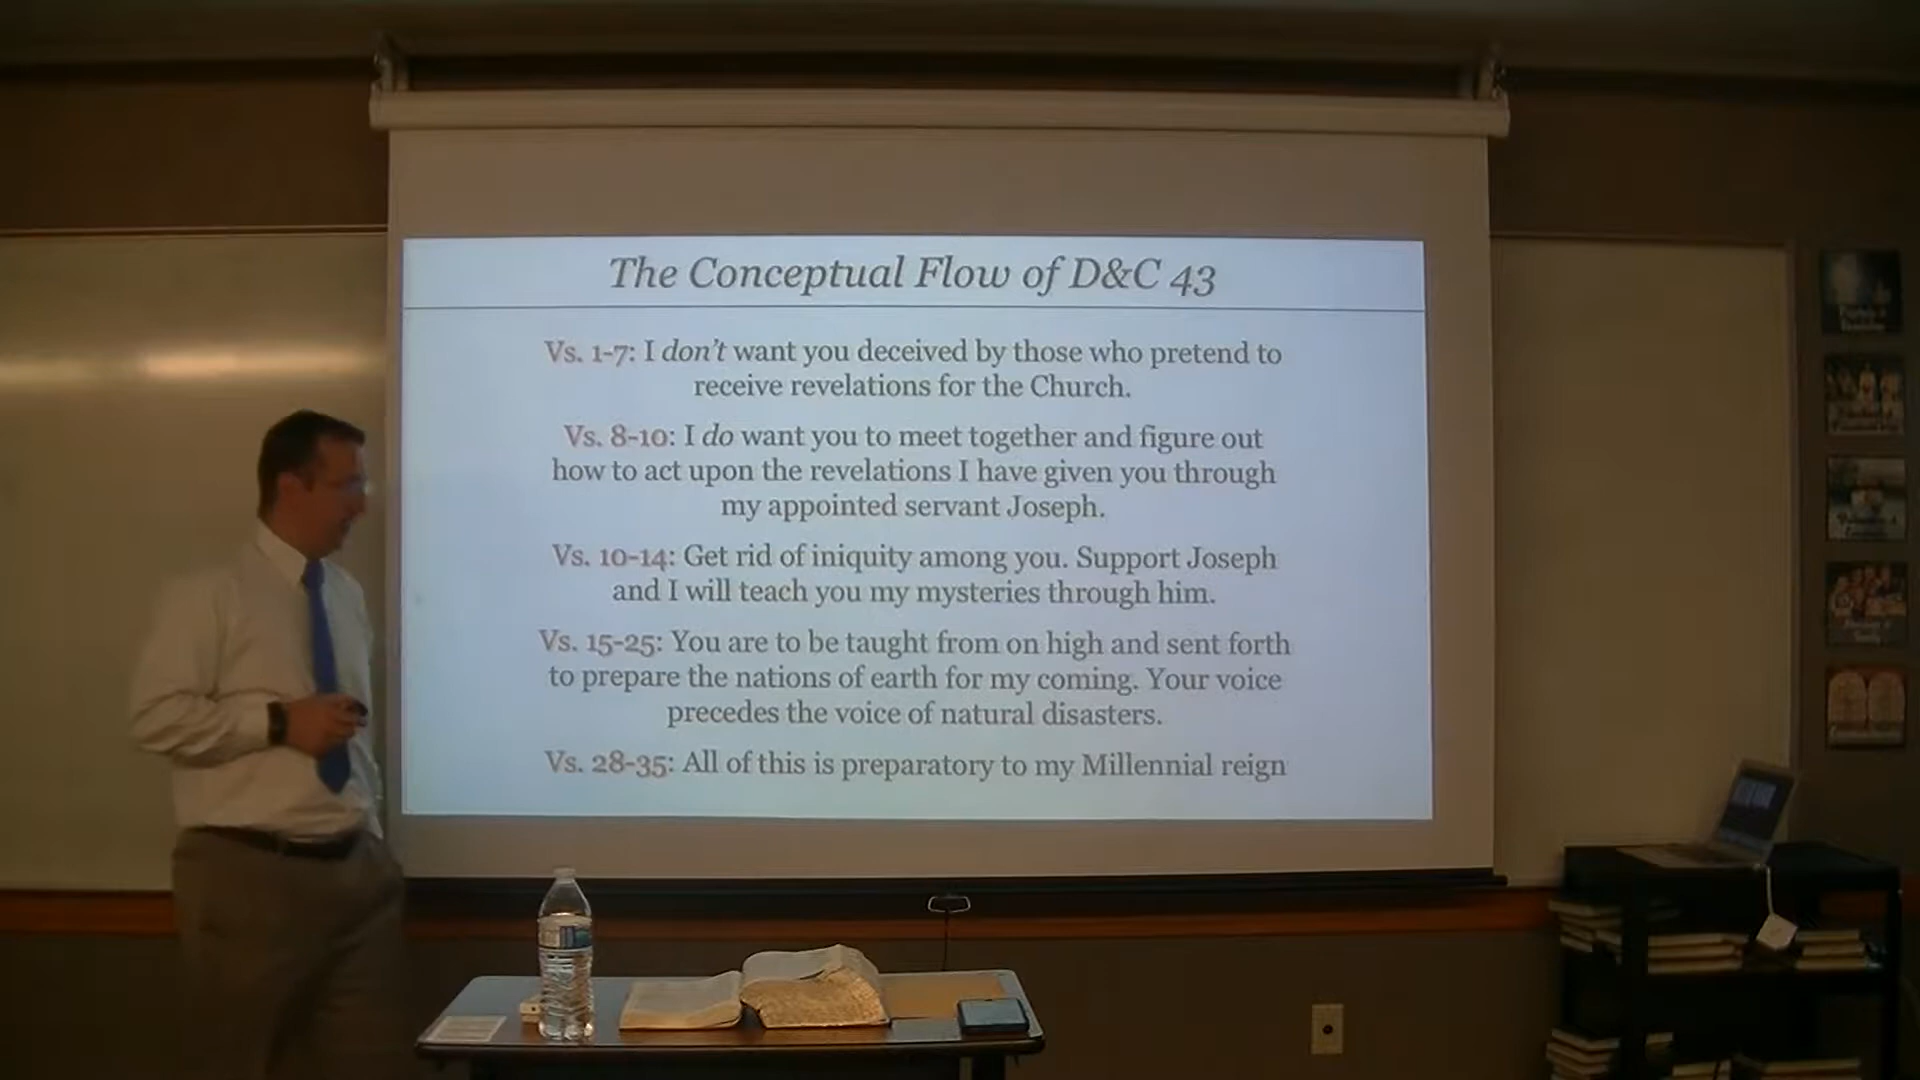 The Conceptual Flow of D&C 43
Vs. 1-7: I don't want you deceived by those who pretend to
receive revelations for the Church.
Vs. 8-10: I do want you to meet together and figure out
how to act upon the revelations I have given you through
my appointed servant Joseph.
Vs. 10-14: Get rid of iniquity among you. Support Joseph
and I will teach you my mysteries through him.
Vs. 15-25: You are to be taught from on high and sent forth
to prepare the nations of earth for my coming. Your voice
precedes the voice of natural disasters.
Vs. 28-35: All of this is preparatory to my Millennial reign